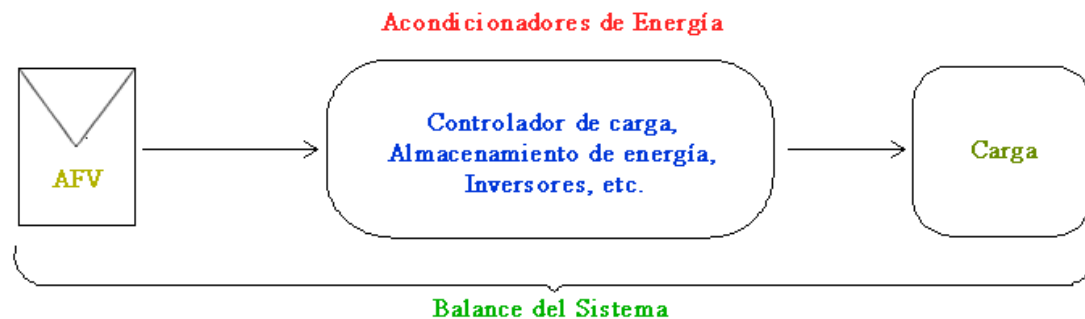 Acondicionadores de Energía
AFV
Controlador de carga,
Almacenamiento de energía,
Inversores, etc.
Carga
Balance del Sistema